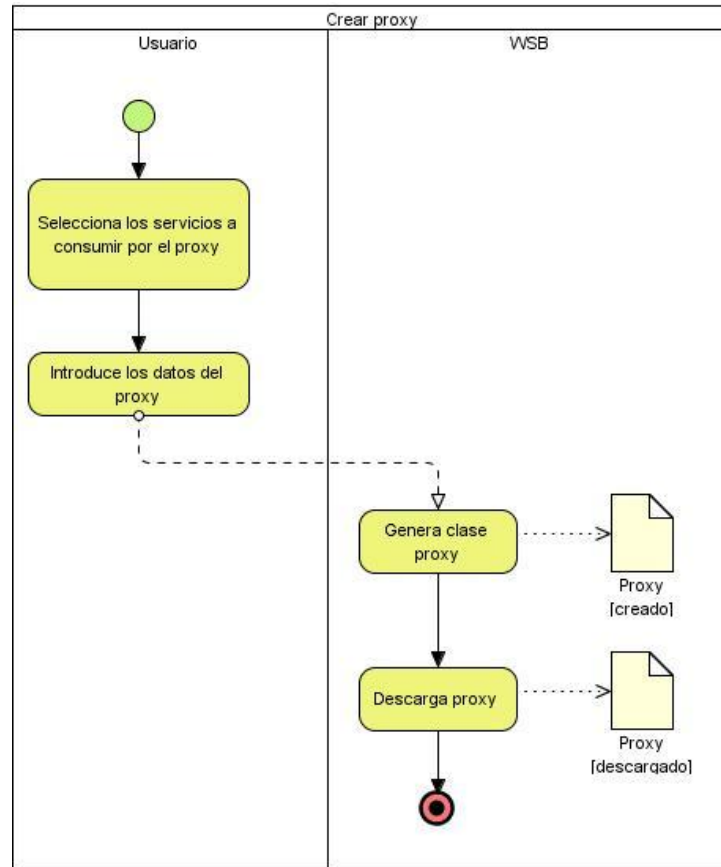 Crear proxy
Usuario
WSB
Selecciona los servicios a
consumir por el proxy
Introduce los datos del
proxy
Genera clase
proxy
Proxy
[creado]
Descarga proxy
Proxy
[descargado]